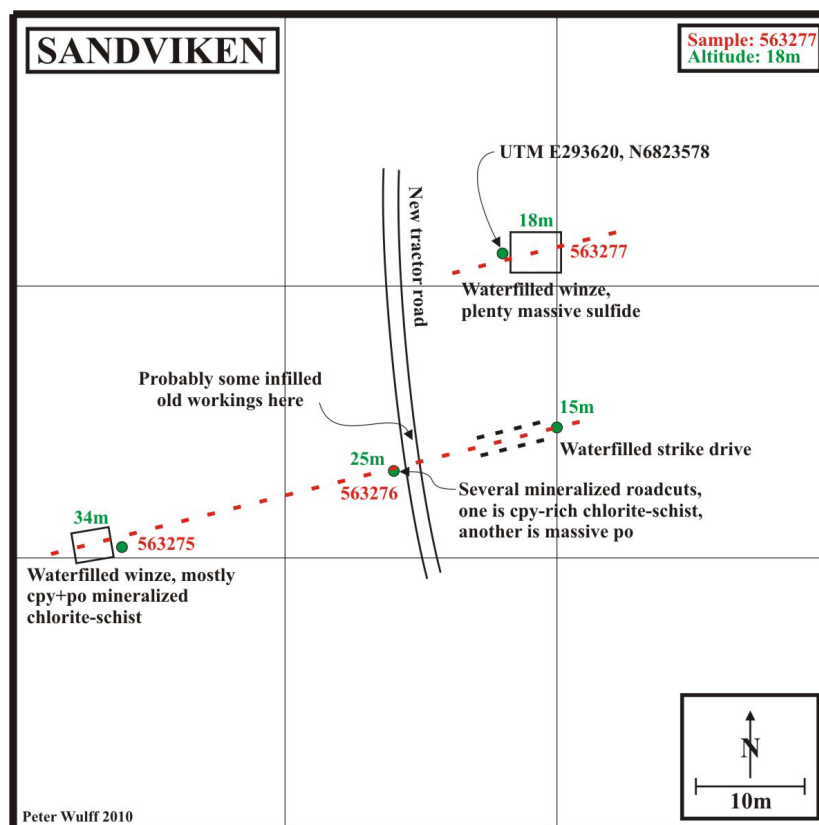 SANDVIKEN
Sample: 563277
Altitude: 18m
UTM E293620, N6823578
18m
563277
Waterfilled winze,
plenty massive sulfide
New tractor road
Probably some infilled
old workings here
15m
Waterfilled strike drive
25m
563276
Several mineralized roadcuts,
one is cpy-rich chlorite-schist,
another is massive po
34m
563275
Waterfilled winze, mostly
cpy+po mineralized
chlorite-schist
N
10m
Peter Wulff 2010